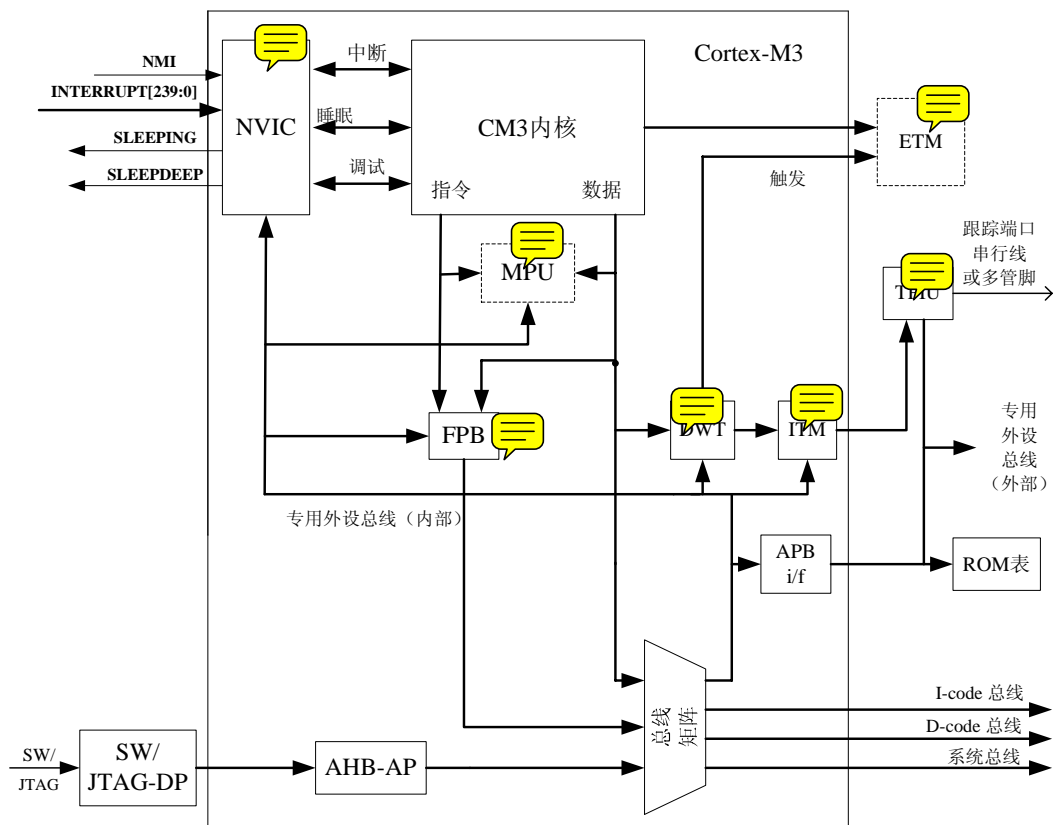 Cortex-M3
NMI
INTERRUPT[239:0]
SLEEPING
SLEEPDEEP
NVIC
中断
睡眠
调试
CM3内核
指令
数据
ETM
触发
MPU
跟踪端口
串行线
或多管脚
FPB
DWT
ITM
专用
外设
总线
（外部）
专用外设总线（内部）
APB
i/f
ROM表
总线
矩阵
I-code 总线
D-code 总线
系统总线
SW/
JTAG
SW/
JTAG-DP
AHB-AP